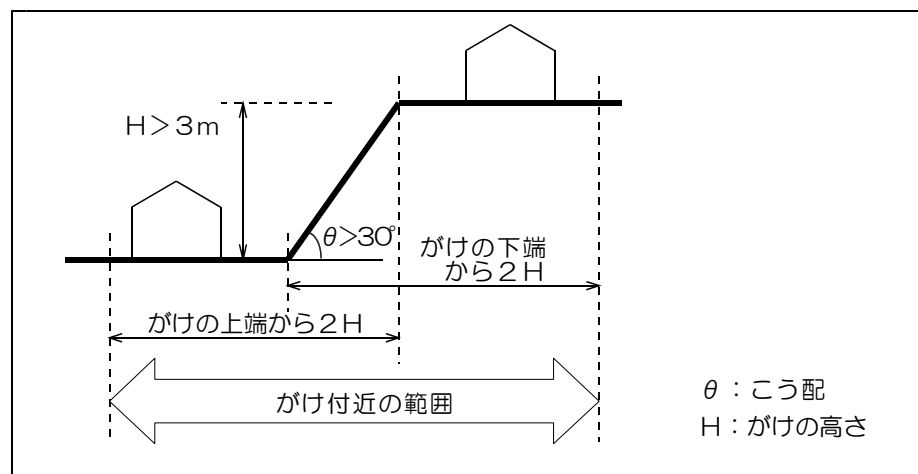 H＞3m
θ＞30°
がけの下端
から2H
がけの上端から2H
がけ付近の範囲
θ：こう配
H：がけの高さ